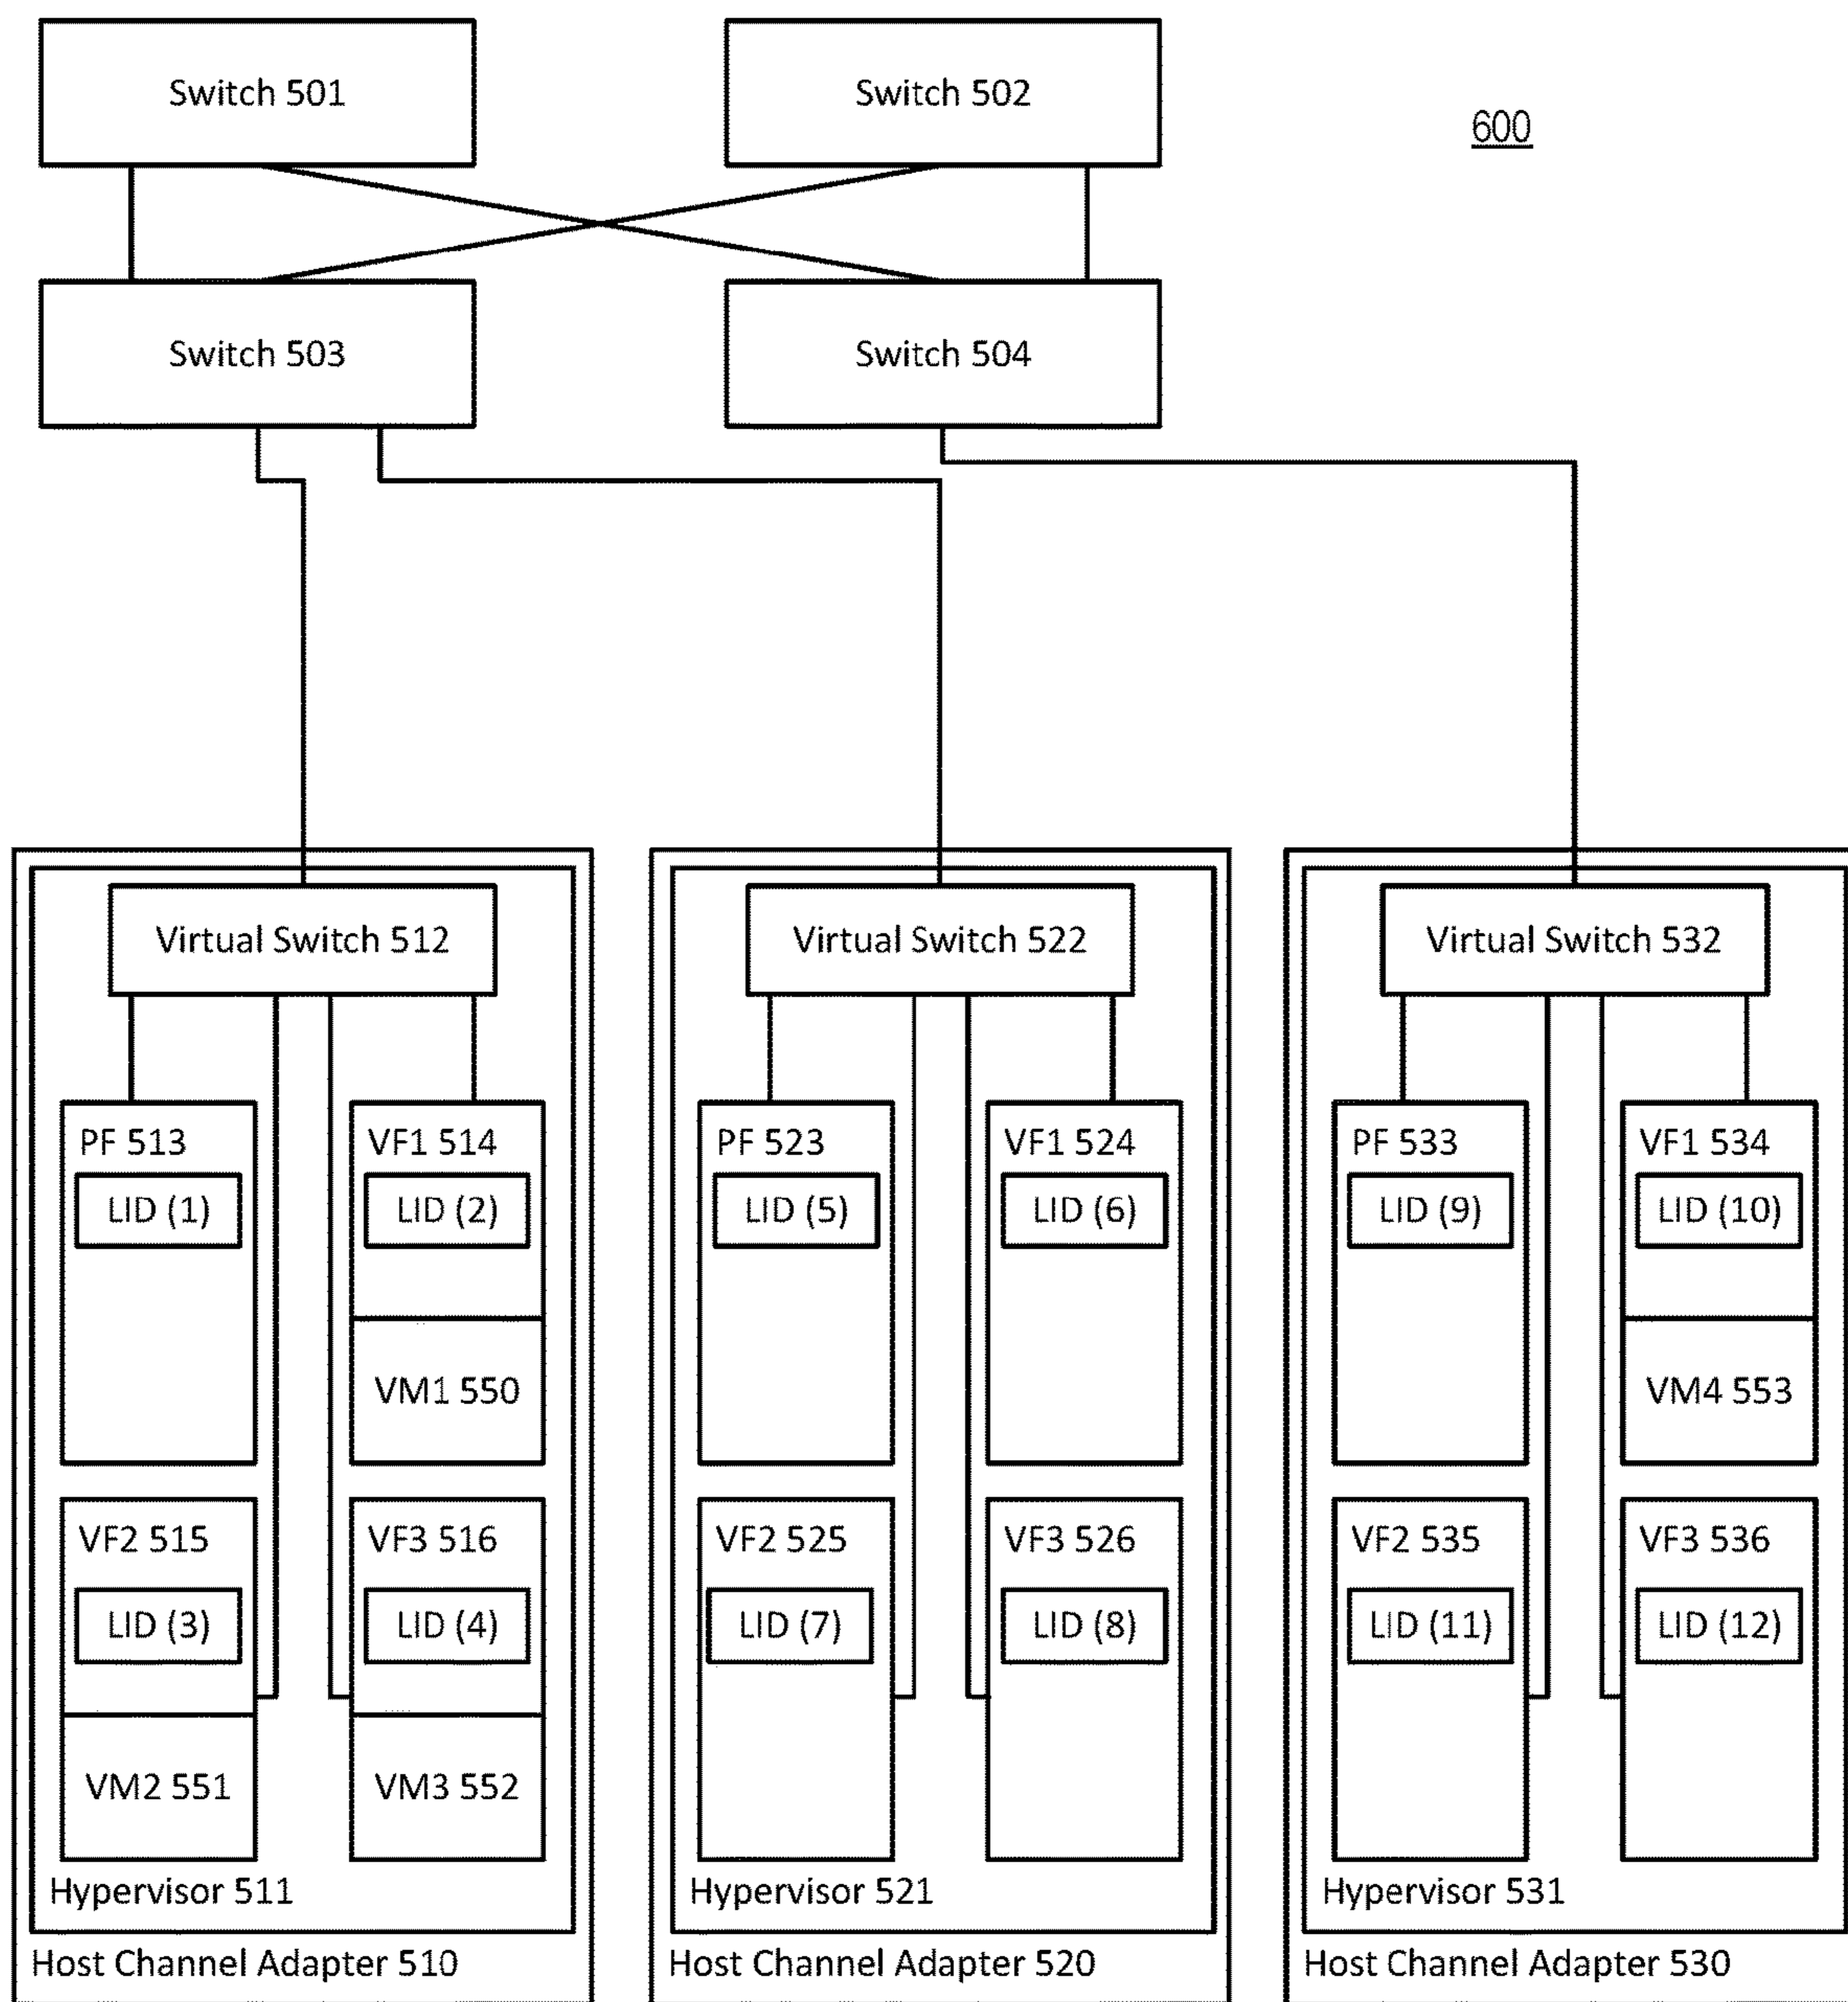 Switch 501
Switch 502
600
Switch 503
Switch 504
Virtual Switch 512
Virtual Switch 522
Virtual Switch 532
PF 513
LID (1)
VF1 514
LID (2)
VM1 550
VF2 515
LID (3)
VM2 551
VF3 516
LID (4)
VM3 552
Hypervisor 511
Host Channel Adapter 510
PF 523
LID (5)
VF1 524
LID (6)
VF2 525
LID (7)
VF3 526
LID (8)
Hypervisor 521
Host Channel Adapter 520
PF 533
LID (9)
VF1 534
LID (10)
VM4 553
VF2 535
LID (11)
VF3 536
LID (12)
Hypervisor 531
Host Channel Adapter 530